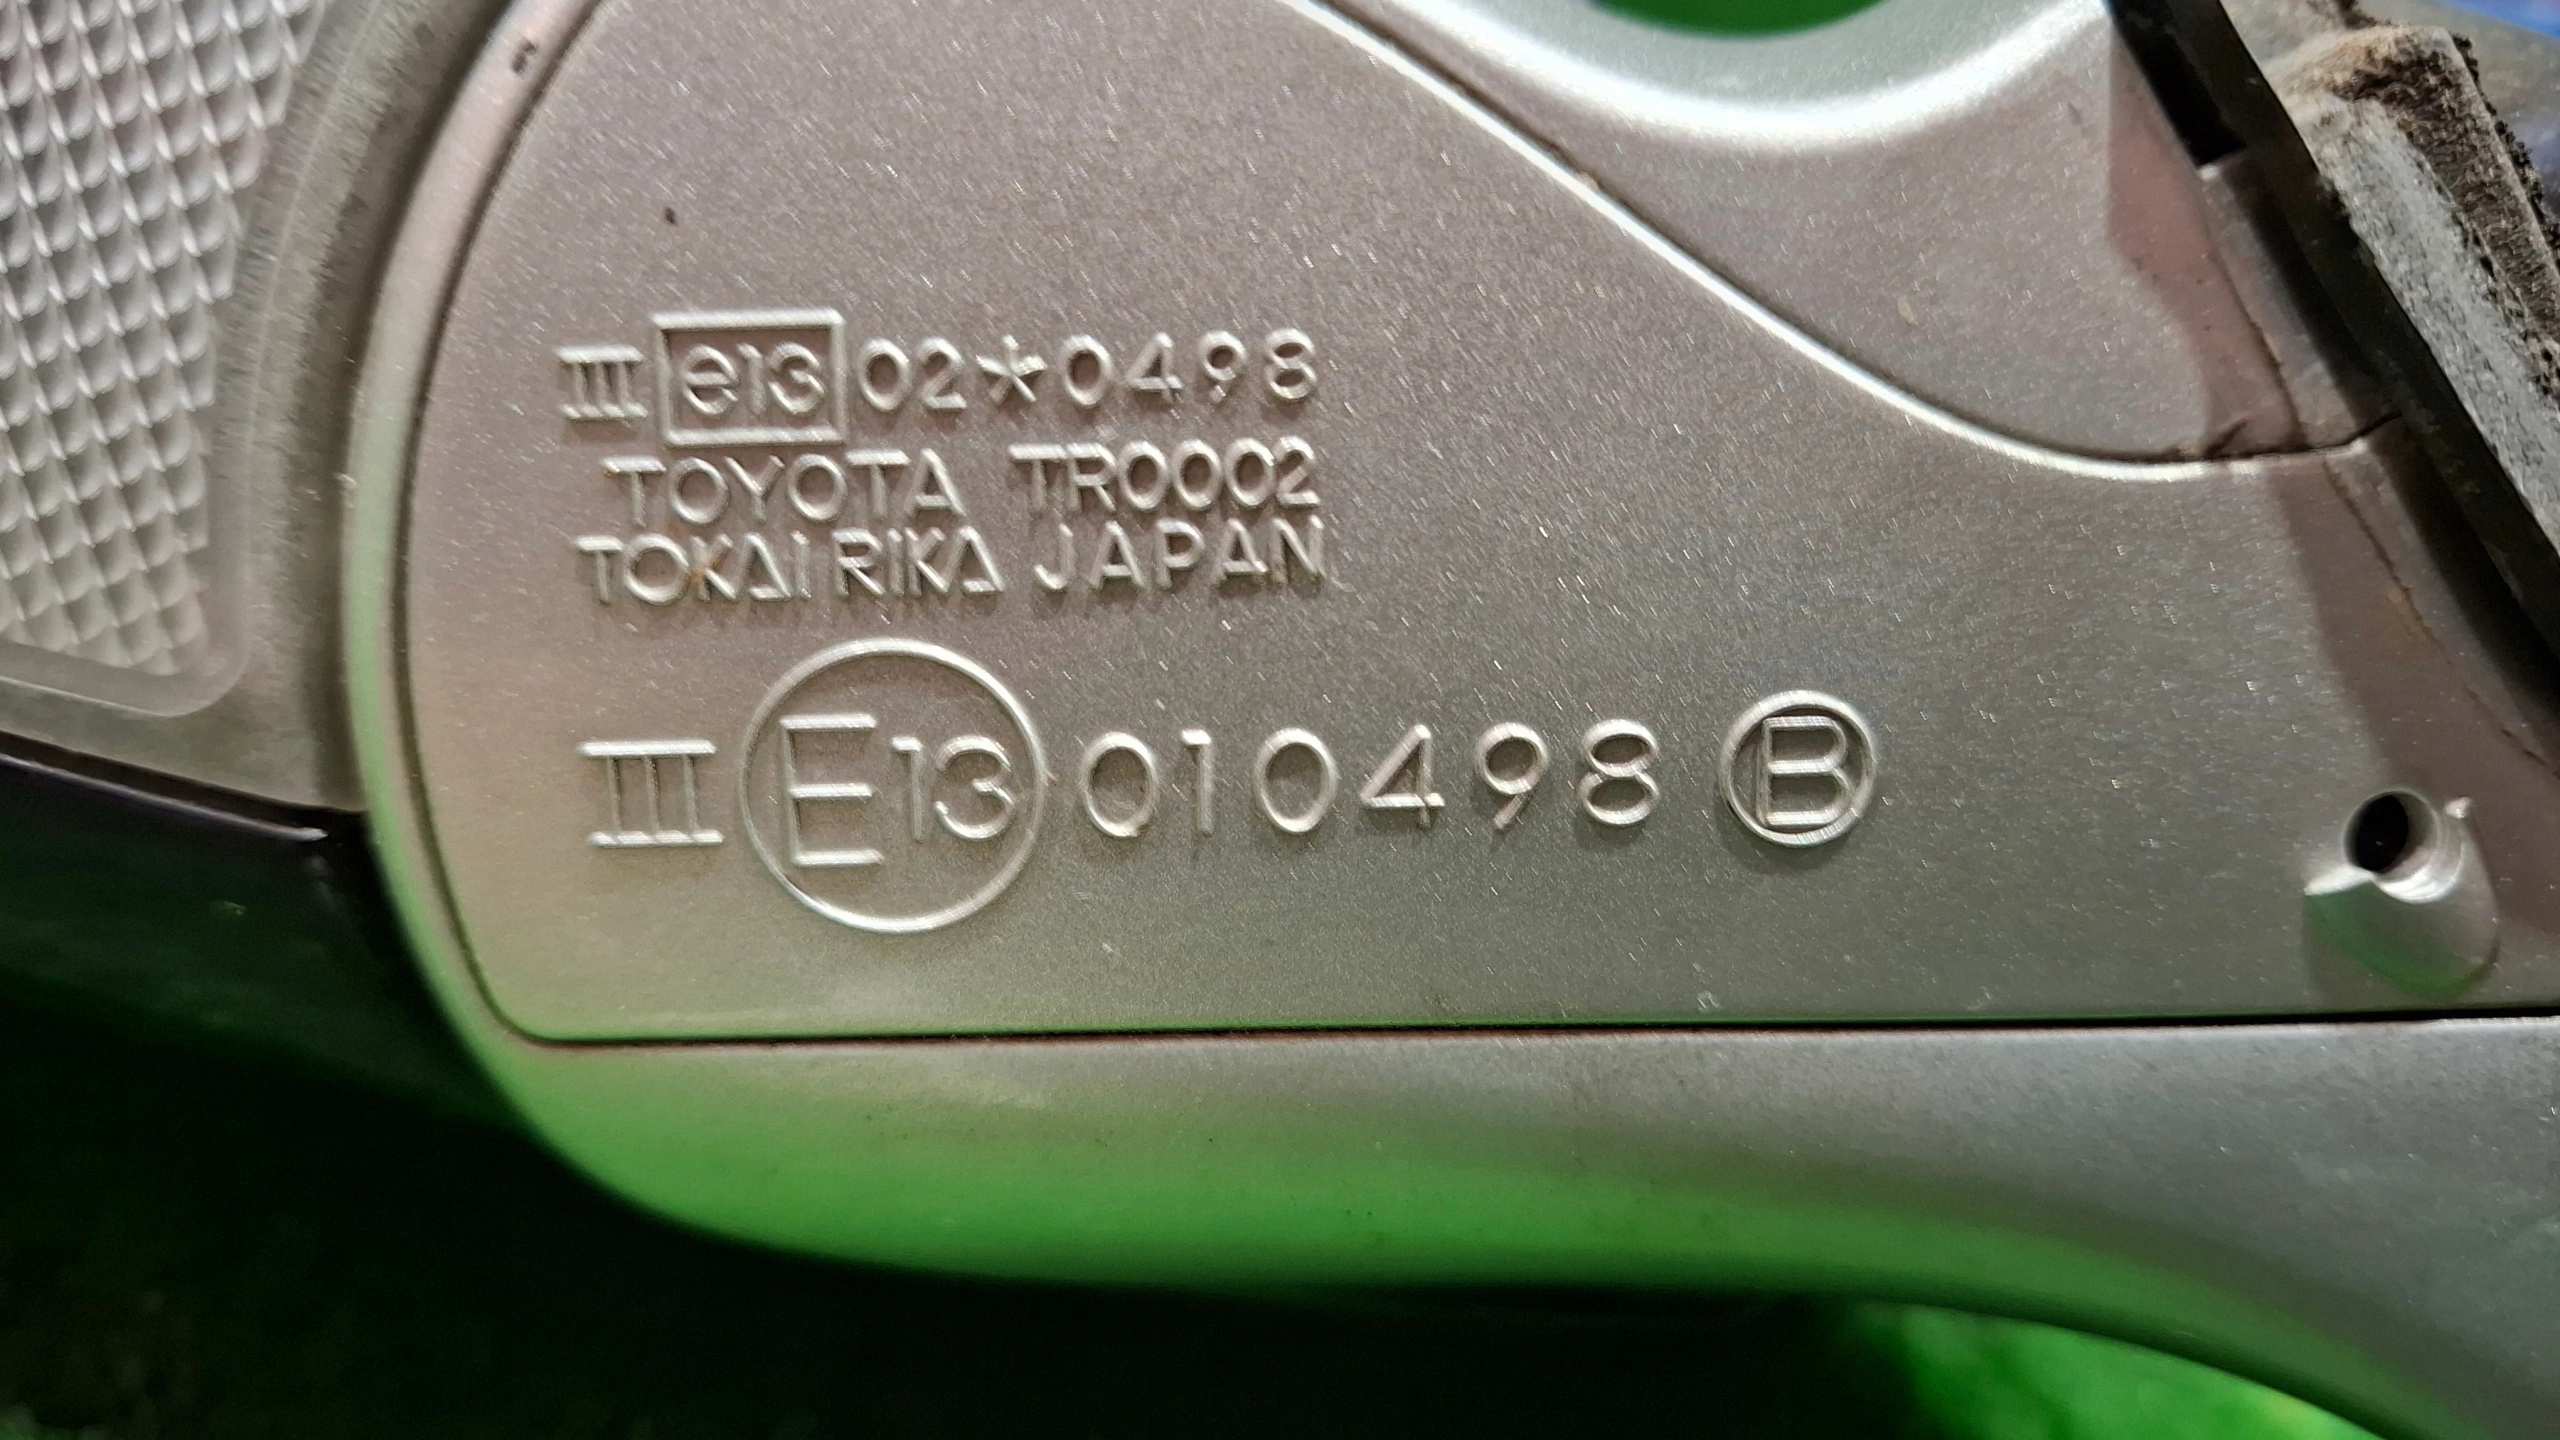 III e13 02*0498
TOYOTA TR0002
TOKAI RIKA JAPAN
III E13 010498 B